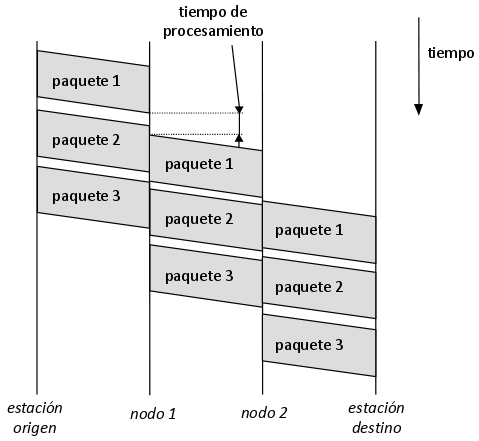 tiempo de
procesamiento
tiempo
paquete 1
paquete 2
paquete 3
paquete 1
paquete 2
paquete 3
paquete 1
paquete 2
paquete 3
estación
origen
nodo 1
nodo 2
estación
destino